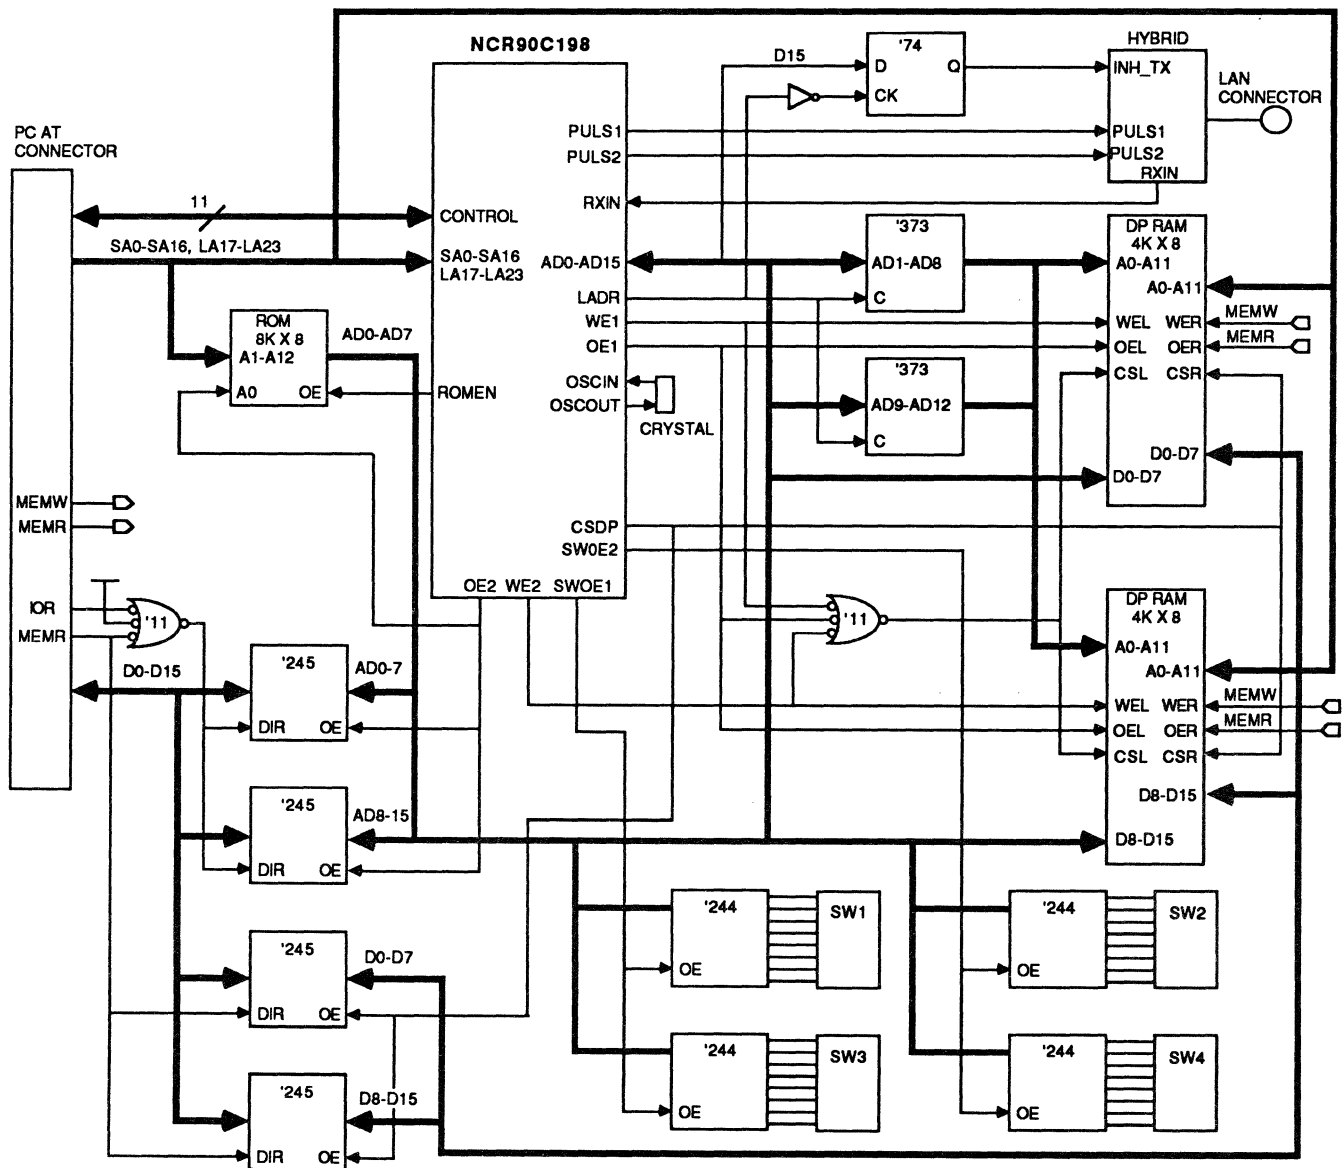 NCR90C198
'74
D15
D
Q
CK
HYBRID
INH_TX
LAN
CONNECTOR
PULS1
PULS2
RXIN
PC AT
CONNECTOR
PULS1
PULS2
RXIN
11
CONTROL
SA0-SA16, LA17-LA23
SA0-SA16
LA17-LA23
AD0-AD15
LADR
WE1
OE1
OSCIN
OSCOUT
CRYSTAL
'373
AD1-AD8
C
'373
AD9-AD12
C
DP RAM
4K X 8
A0-A11
A0-A11
WEL
WER
MEMW
OEL
OER
MEMR
CSL
CSR
D0-D7
D0-D7
ROM
8K X 8
A1-A12
A0
OE
AD0-AD7
ROMEN
MEMW
MEMR
CSDP
SW0E2
OE2
WE2
SWOE1
IOR
MEMR
'11
'11
D0-D15
DP RAM
4K X 8
A0-A11
A0-A11
WEL
WER
MEMW
OEL
OER
MEMR
CSL
CSR
D8-D15
D8-D15
'245
AD0-7
DIR
OE
'245
AD8-15
DIR
OE
'245
D0-D7
DIR
OE
'245
D8-D15
DIR
OE
'244
SW1
OE
'244
SW2
OE
'244
SW3
OE
'244
SW4
OE